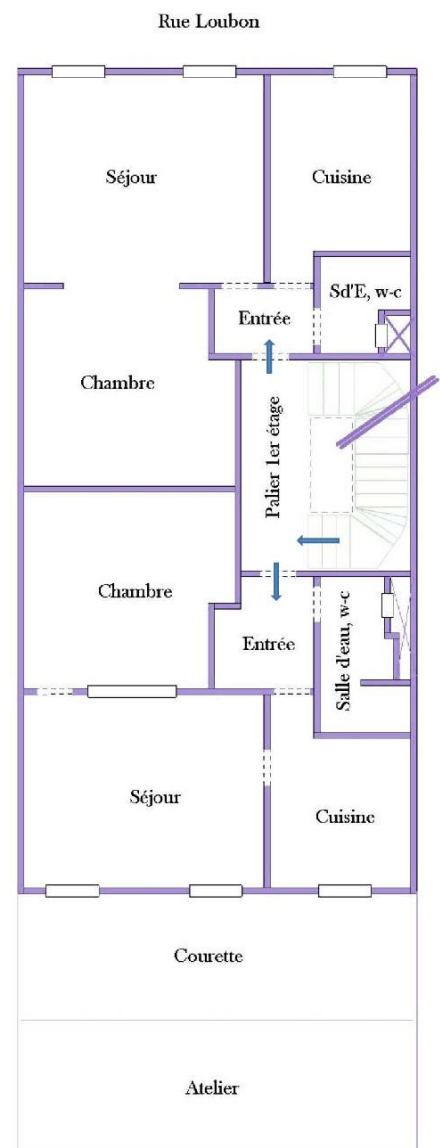 Rue Loubon
Séjour
Cuisine
Sd'E, w-c
Entrée
Chambre
Palier 1er étage
Chambre
Entrée
Salle d'eau, w-c
Séjour
Cuisine
Courette
Atelier